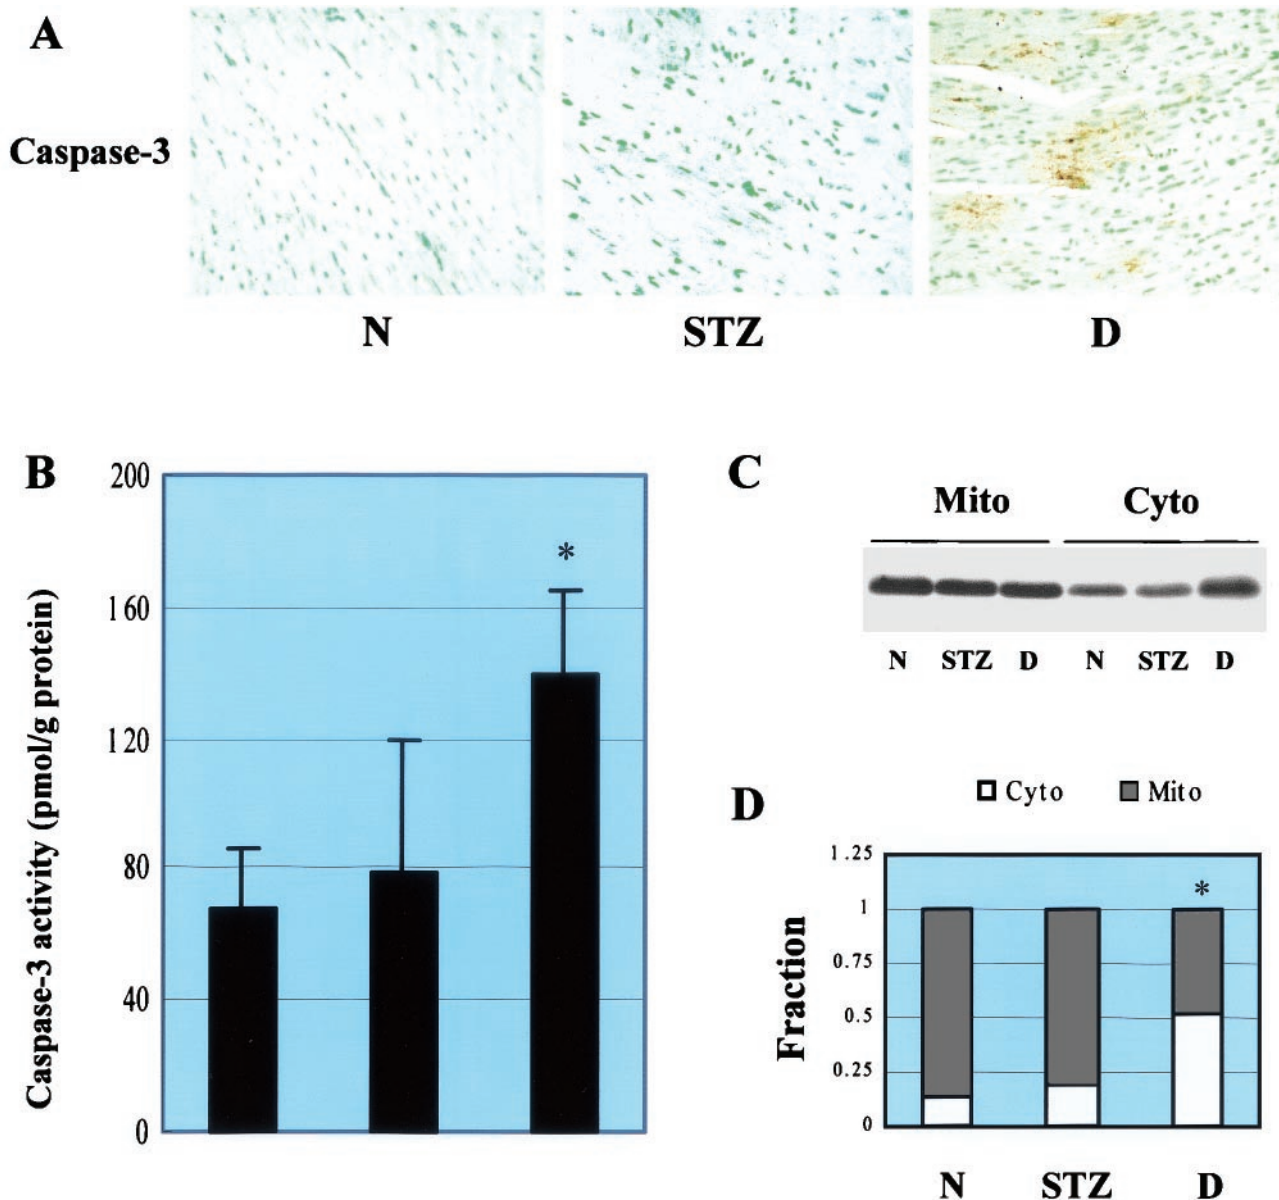 A
Caspase-3
N STZ D
B
Caspase-3 activity (pmol/g protein)
200
160
120
80
40
0
*
C
Mito Cyto
N STZ D N STZ D
D
Cyto Mito
Fraction
1.25
1
0.75
0.5
0.25
0
*
N STZ D